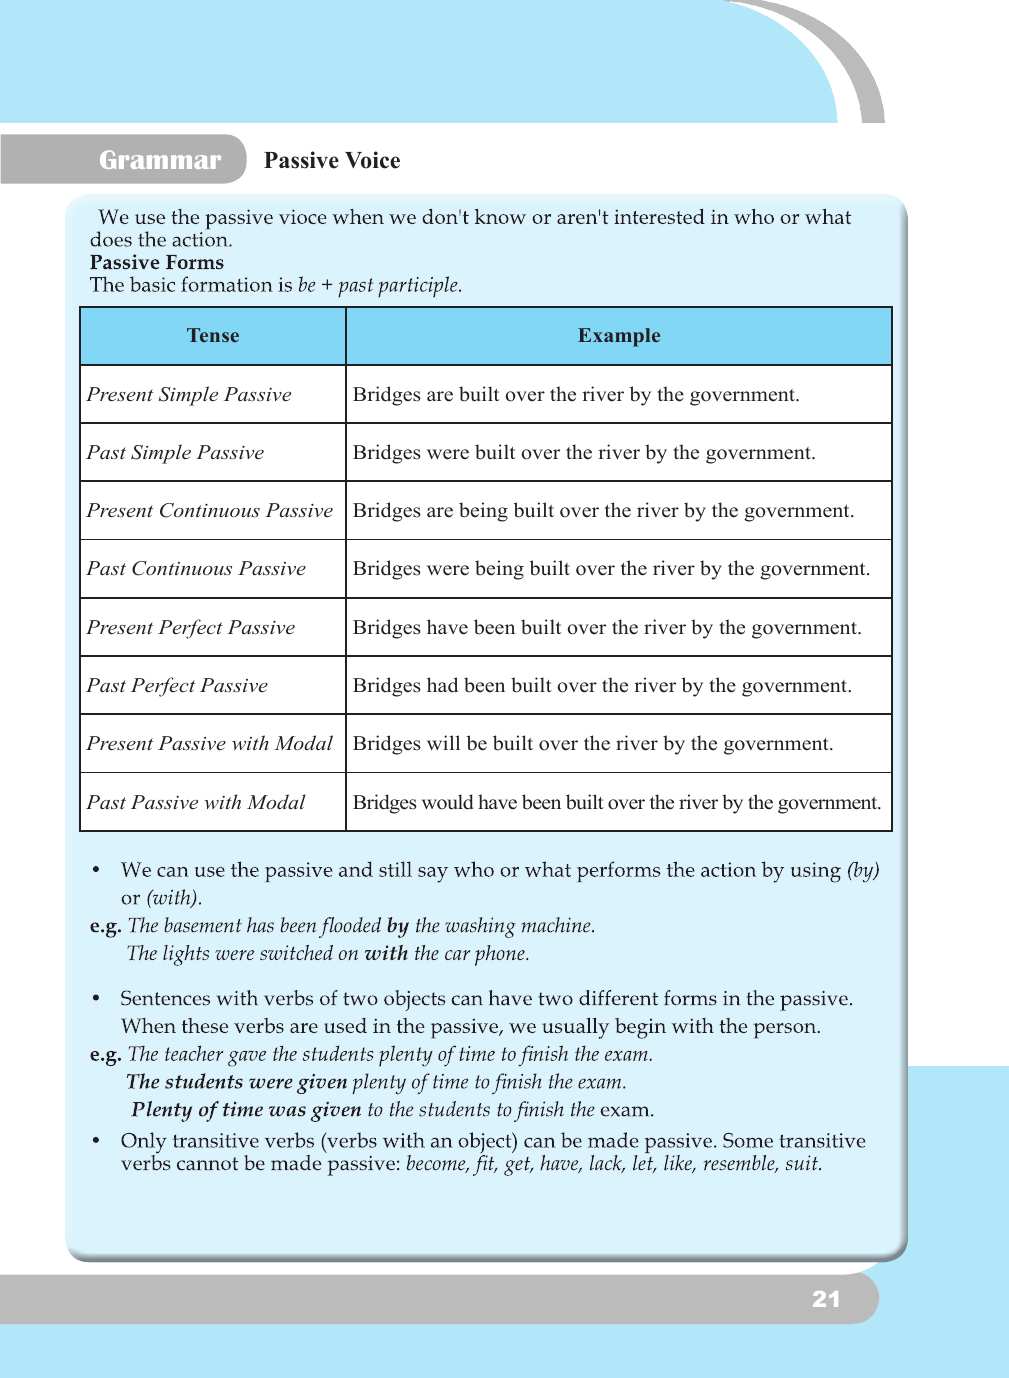 Grammar Passive Voice
We use the passive vioce when we don't know or aren't interested in who or what
does the action.
Passive Forms
The basic formation is be + past participle.
Tense Example
Present Simple Passive Bridges are built over the river by the government.
Past Simple Passive Bridges were built over the river by the government.
Present Continuous Passive Bridges are being built over the river by the government.
Past Continuous Passive Bridges were being built over the river by the government.
Present Perfect Passive Bridges have been built over the river by the government.
Past Perfect Passive Bridges had been built over the river by the government.
Present Passive with Modal Bridges will be built over the river by the government.
Past Passive with Modal Bridges would have been built over the river by the government.
• We can use the passive and still say who or what performs the action by using (by)
or (with).
e.g. The basement has been flooded by the washing machine.
The lights were switched on with the car phone.
• Sentences with verbs of two objects can have two different forms in the passive.
When these verbs are used in the passive, we usually begin with the person.
e.g. The teacher gave the students plenty of time to finish the exam.
The students were given plenty of time to finish the exam.
Plenty of time was given to the students to finish the exam.
• Only transitive verbs (verbs with an object) can be made passive. Some transitive
verbs cannot be made passive: become, fit, get, have, lack, let, like, resemble, suit.
21